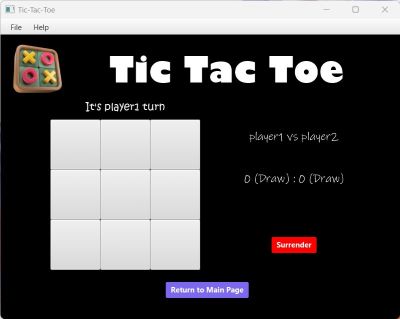 Tic-Tac-Toe
File Help
Tic Tac Toe
It's player1 turn
player1 vs player2
0 (Draw) : 0 (Draw)
Surrender
Return to Main Page